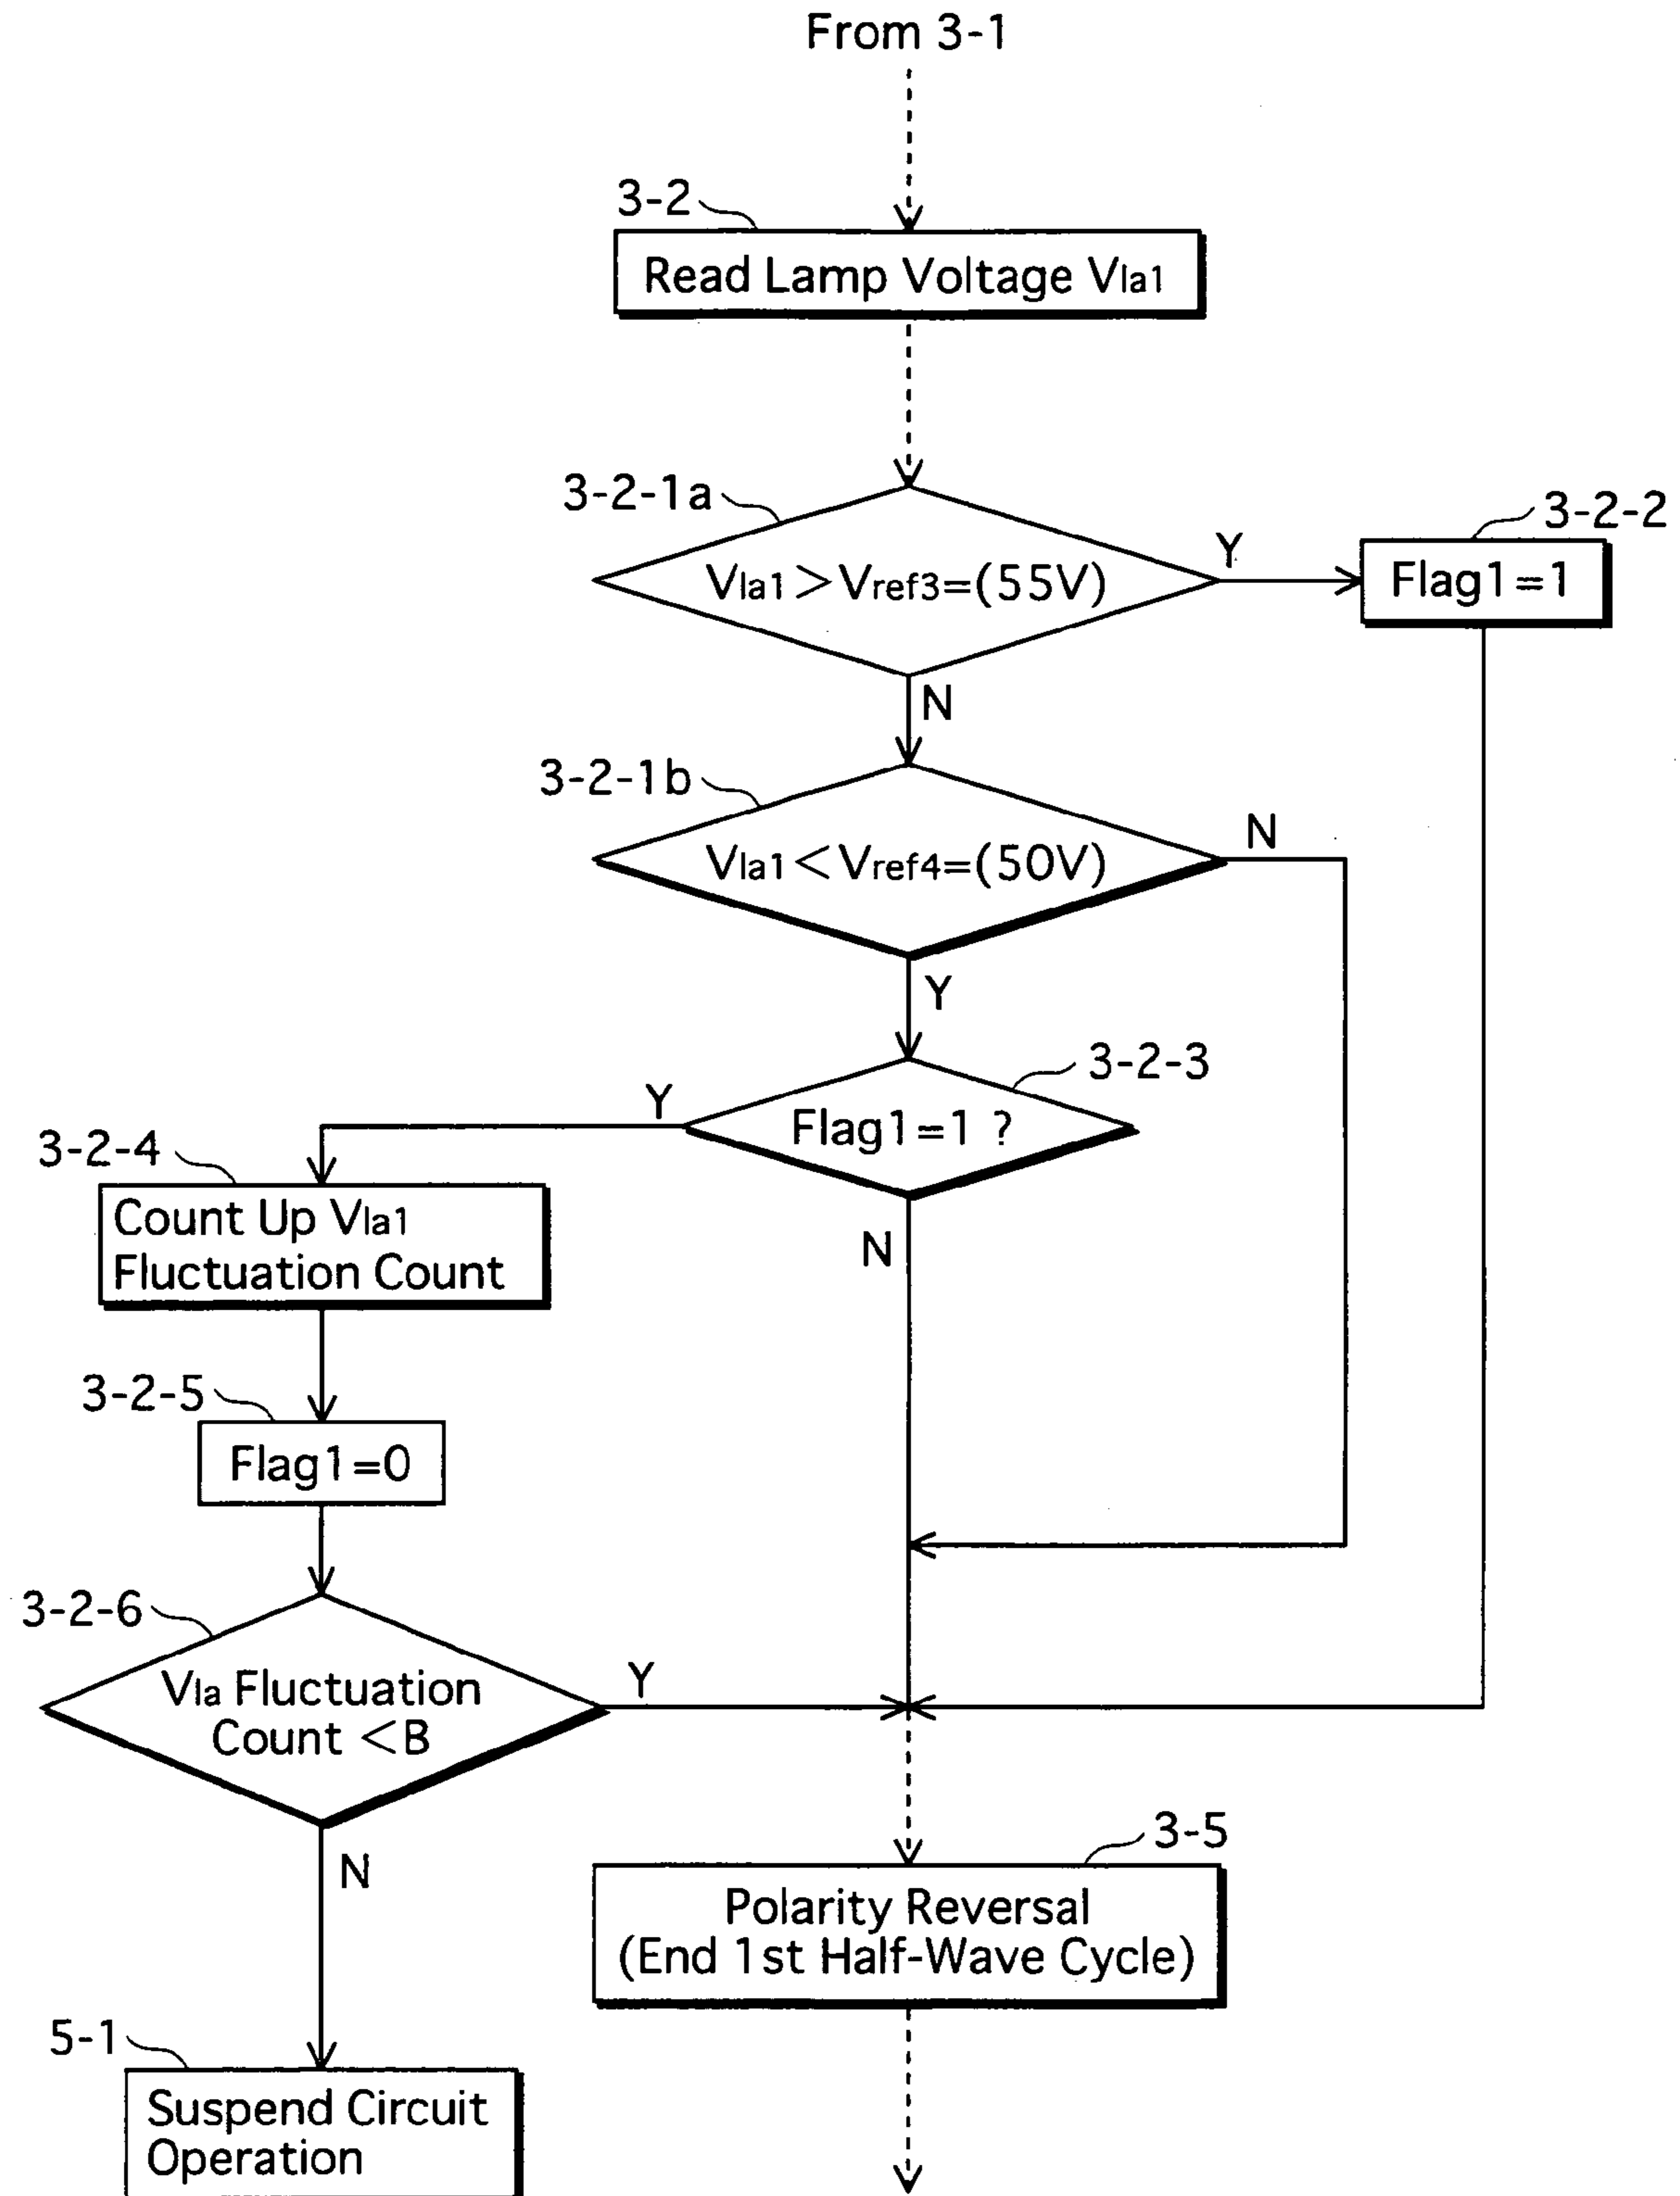 From 3-1
3-2
Read Lamp Voltage Vla1
3-2-1a
Vla1 > Vref3=(55V)
Y
3-2-2
Flag1=1
N
3-2-1b
Vla1 < Vref4=(50V)
N
Y
3-2-3
Flag1=1 ?
Y
N
3-2-4
Count Up Vla1
Fluctuation Count
3-2-5
Flag1=0
3-2-6
Vla Fluctuation
Count <B
Y
N
3-5
Polarity Reversal
(End 1st Half-Wave Cycle)
5-1
Suspend Circuit
Operation